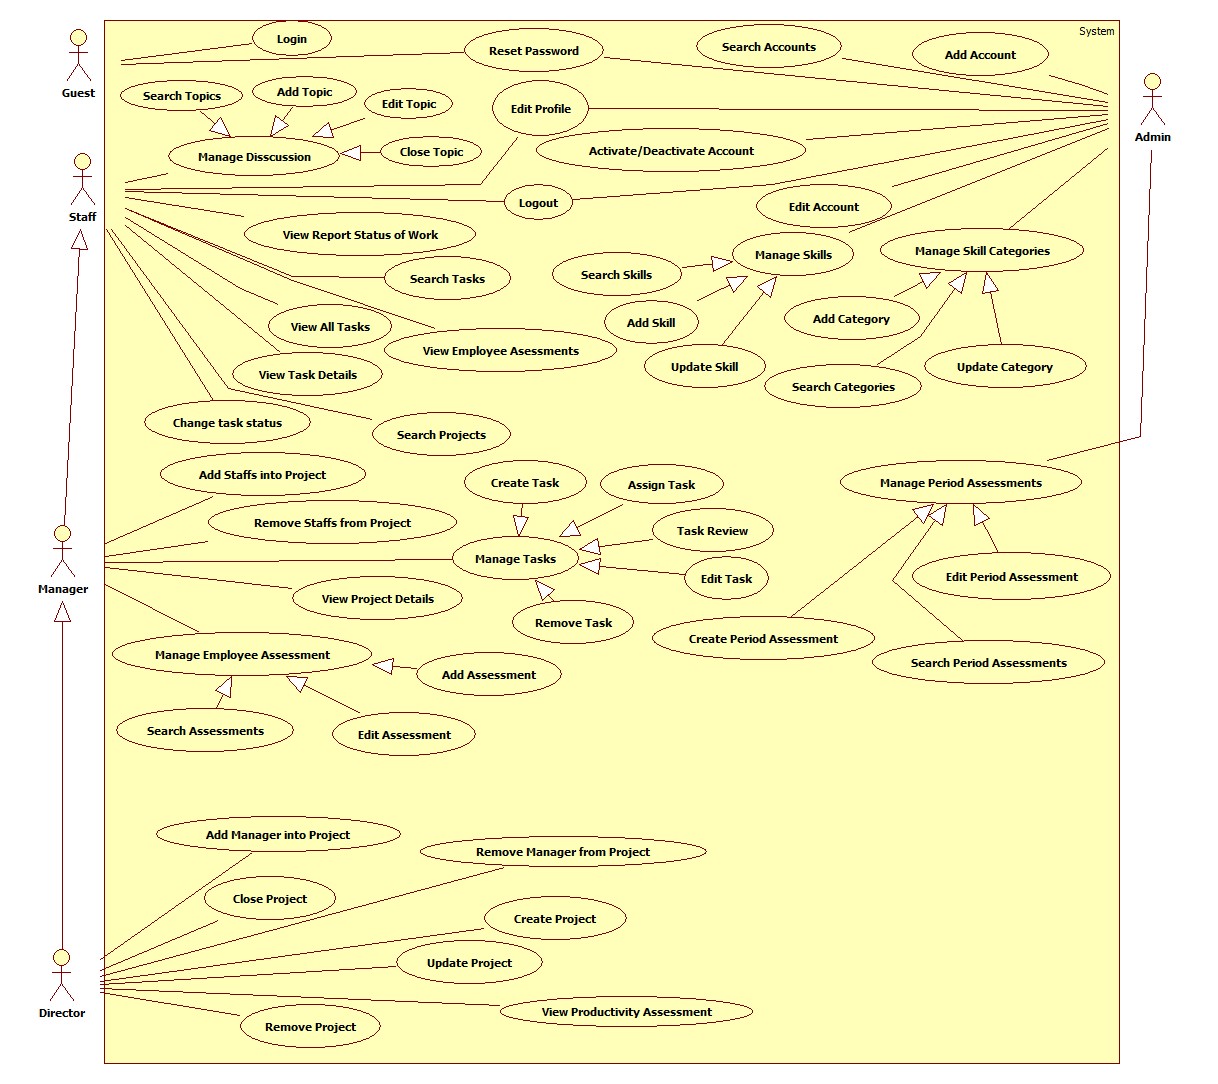 System
Login
Reset Password
Search Accounts
Add Account
Guest
Search Topics
Add Topic
Edit Topic
Edit Profile
Admin
Manage Disscussion
Close Topic
Activate/Deactivate Account
Staff
Logout
Edit Account
View Report Status of Work
Manage Skills
Manage Skill Categories
Search Tasks
Search Skills
View All Tasks
Add Skill
Add Category
View Employee Asessments
View Task Details
Update Skill
Search Categories
Update Category
Change task status
Search Projects
Add Staffs into Project
Create Task
Assign Task
Manage Period Assessments
Remove Staffs from Project
Task Review
Manage Tasks
Manager
Edit Task
Edit Period Assessment
View Project Details
Remove Task
Create Period Assessment
Search Period Assessments
Manage Employee Assessment
Add Assessment
Search Assessments
Edit Assessment
Add Manager into Project
Remove Manager from Project
Close Project
Create Project
Update Project
Director
View Productivity Assessment
Remove Project